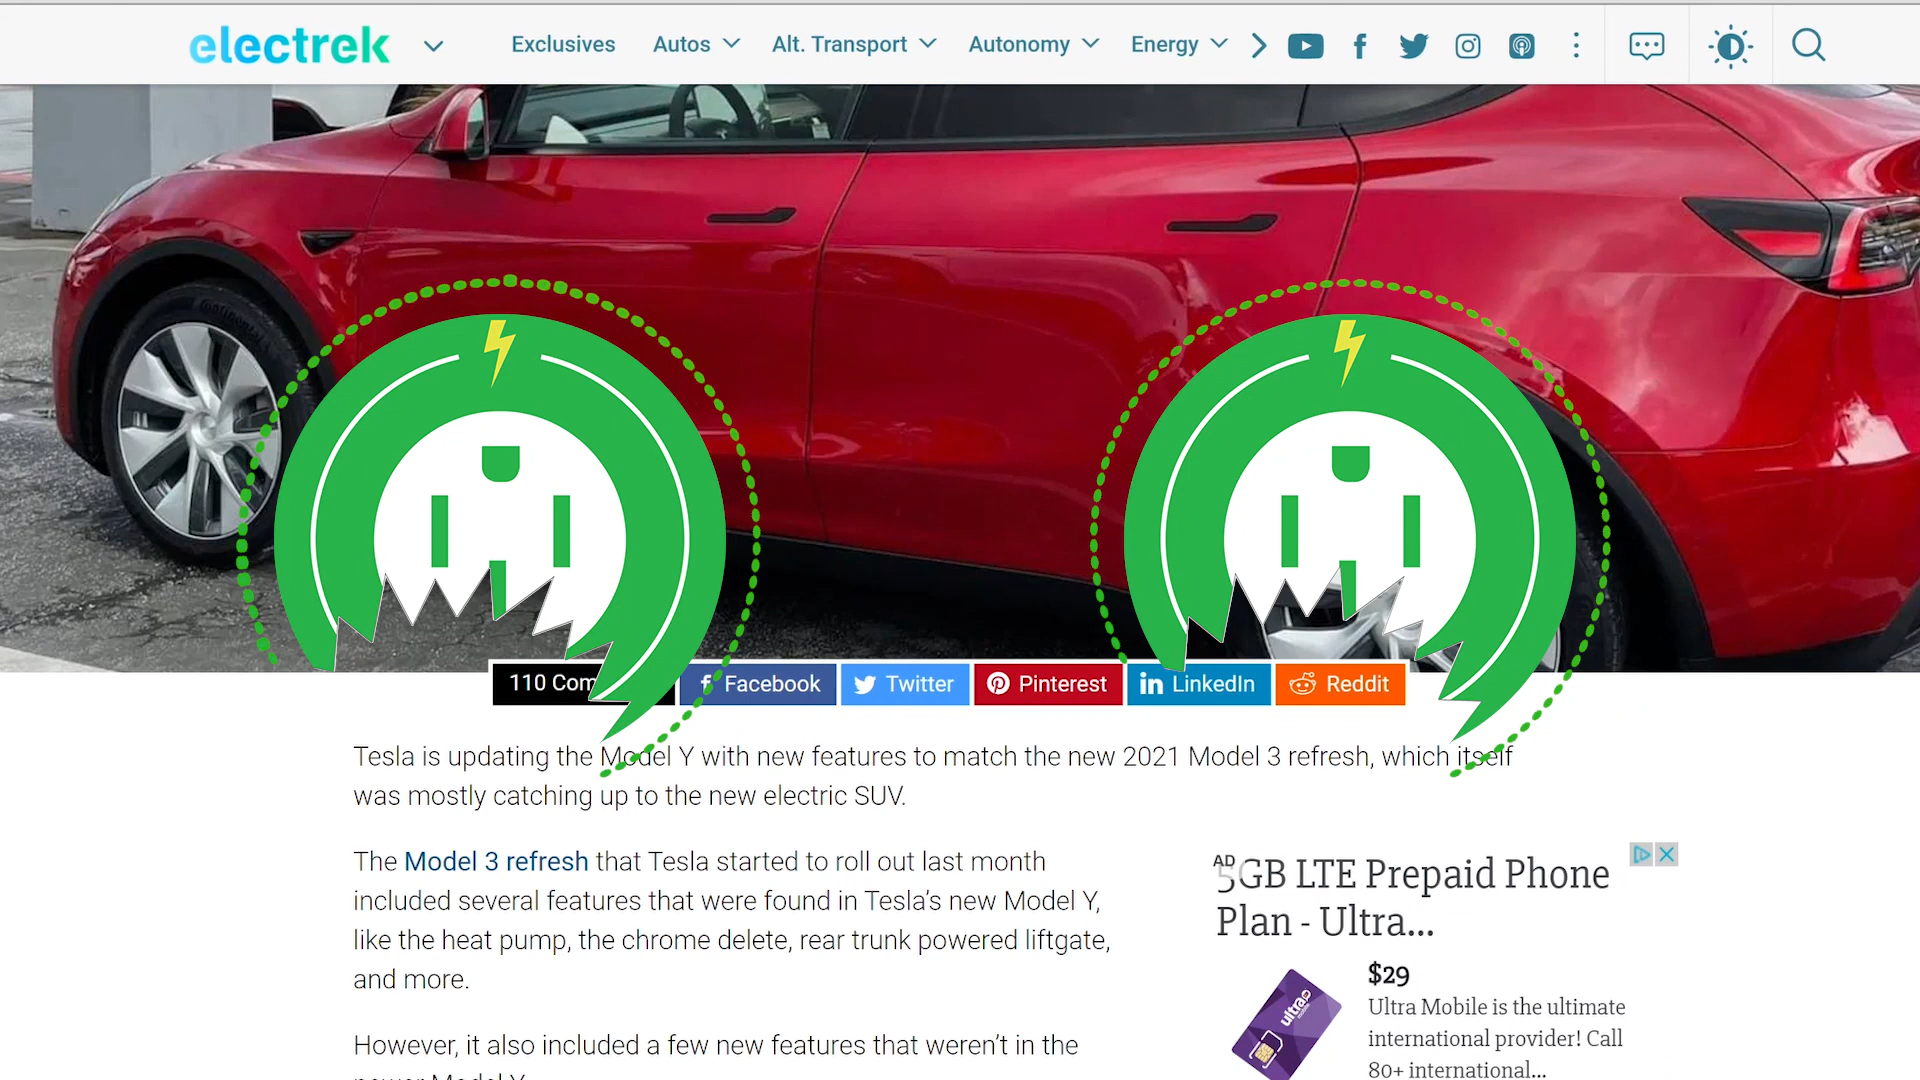 electrek
Exclusives
Autos
Alt. Transport
Autonomy
Energy
110 Com
Facebook
Twitter
Pinterest
LinkedIn
Reddit
Tesla is updating the Model Y with new features to match the new 2021 Model 3 refresh, which itself
was mostly catching up to the new electric SUV.
The Model 3 refresh that Tesla started to roll out last month
included several features that were found in Tesla's new Model Y,
like the heat pump, the chrome delete, rear trunk powered liftgate,
and more.
However, it also included a few new features that weren't in the
AD
5GB LTE Prepaid Phone
Plan - Ultra...
$29
Ultra Mobile is the ultimate
international provider! Call
80+ international...
ultra